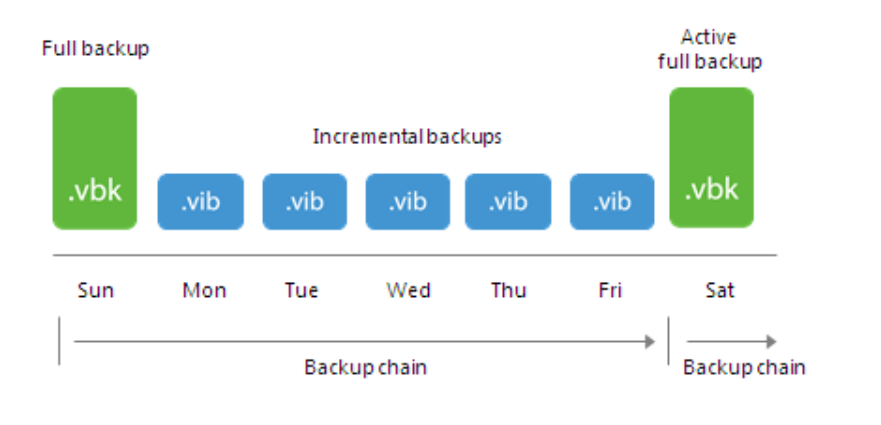 Full backup
Active
full backup
Incremental backups
.vbk
.vib
.vib
.vib
.vib
.vib
.vbk
Sun
Mon
Tue
Wed
Thu
Fri
Sat
Backup chain
Backup chain